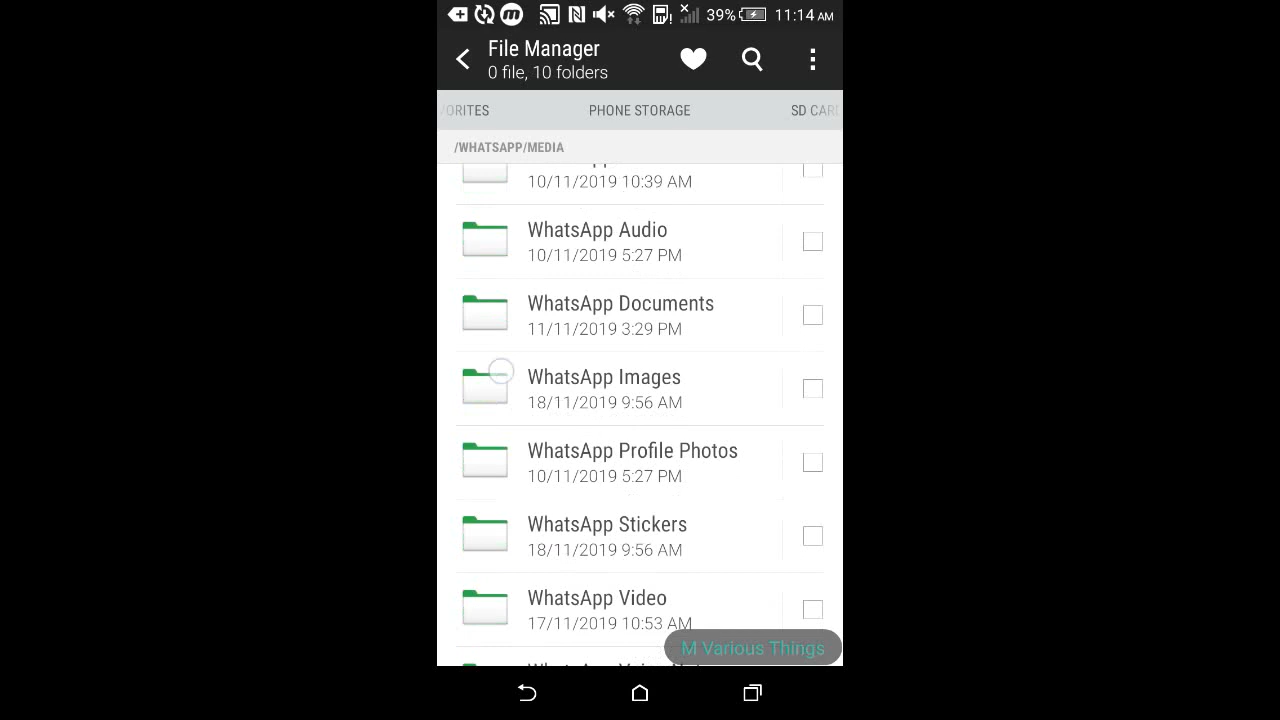 39% 11:14 AM
File Manager
0 file, 10 folders
ORITES PHONE STORAGE SD CAR
/WHATSAPP/MEDIA
10/11/2019 10:39 AM
WhatsApp Audio
10/11/2019 5:27 PM
WhatsApp Documents
11/11/2019 3:29 PM
WhatsApp Images
18/11/2019 9:56 AM
WhatsApp Profile Photos
10/11/2019 5:27 PM
WhatsApp Stickers
18/11/2019 9:56 AM
WhatsApp Video
17/11/2019 10:53 AM
M Various Things